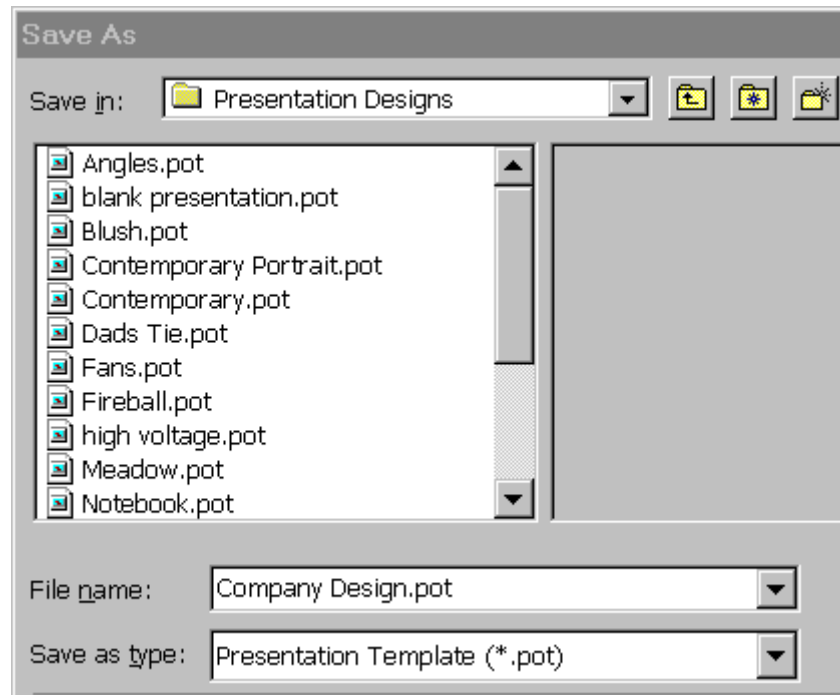 Save As
Save in: Presentation Designs
Angles.pot
blank presentation.pot
Blush.pot
Contemporary Portrait.pot
Contemporary.pot
Dads Tie.pot
Fans.pot
Fireball.pot
high voltage.pot
Meadow.pot
Notebook.pot
File name: Company Design.pot
Save as type: Presentation Template (*.pot)